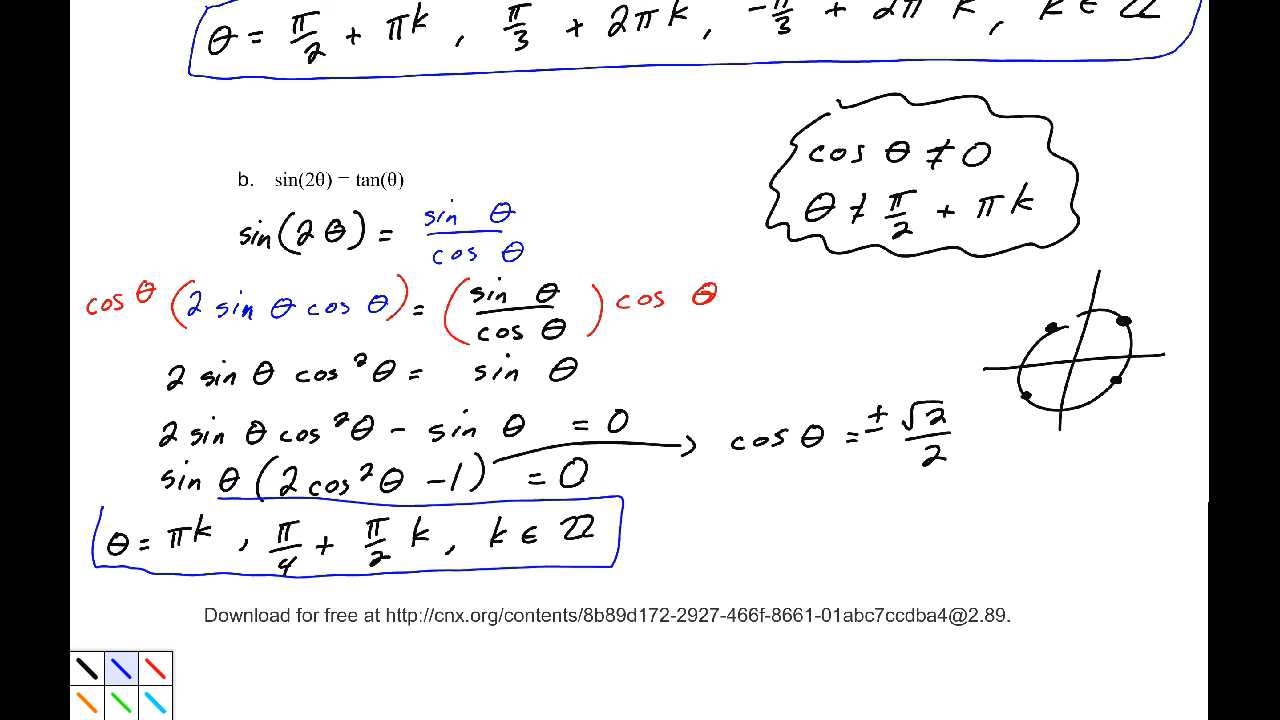 θ = π/2 + πk , π/3 + 2πk , -π/3 + 2πk , k ∈ ℤ
cos θ ≠ 0
θ ≠ π/2 + πk
b. sin(2θ) = tan(θ)
sin(2θ) = sin θ / cos θ
cos θ (2 sin θ cos θ) = (sin θ / cos θ) cos θ
2 sin θ cos²θ = sin θ
2 sin θ cos²θ - sin θ = 0
sin θ (2 cos²θ - 1) = 0
cos θ = ± √2/2
θ = πk , π/4 + π/2 k , k ∈ ℤ
Download for free at http://cnx.org/contents/8b89d172-2927-466f-8661-01abc7ccdba4@2.89.